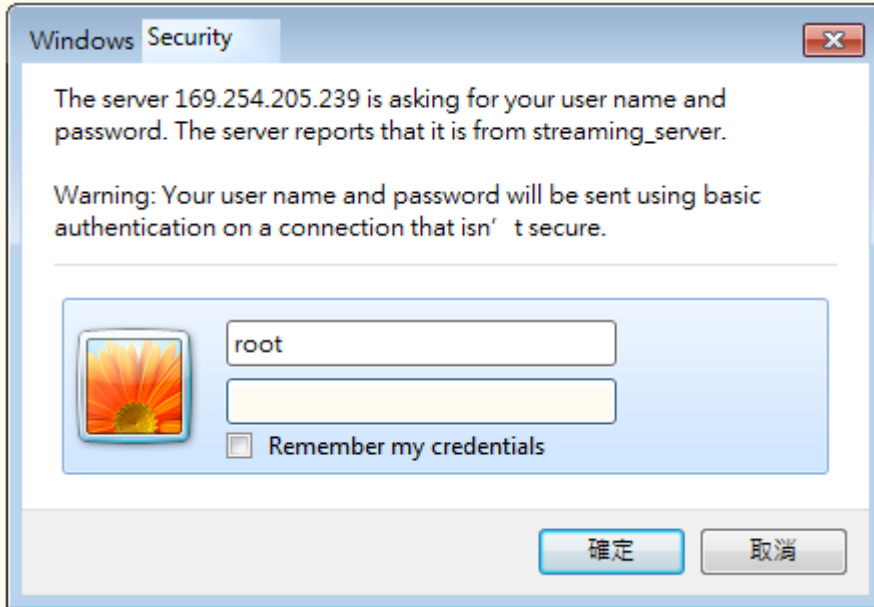 Windows Security
The server 169.254.205.239 is asking for your user name and
password. The server reports that it is from streaming_server.
Warning: Your user name and password will be sent using basic
authentication on a connection that isn’ t secure.
root
Remember my credentials
確定 取消